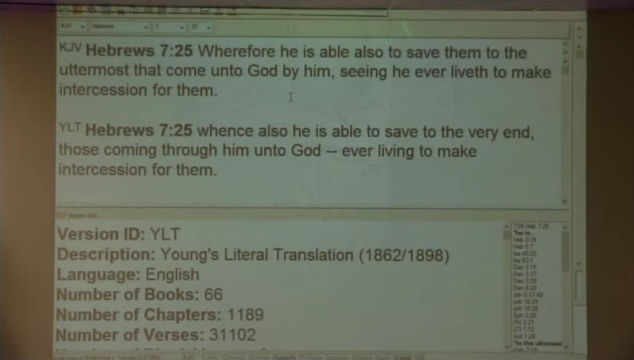 KJV
Hebrews
7
25
KJV Hebrews 7:25 Wherefore he is able also to save them to the
uttermost that come unto God by him, seeing he ever liveth to make
intercession for them.
YLT Hebrews 7:25 whence also he is able to save to the very end,
those coming through him unto God -- ever living to make
intercession for them.
Version ID: YLT
Description: Young's Literal Translation (1862/1898)
Language: English
Number of Books: 66
Number of Chapters: 1189
Number of Verses: 31102